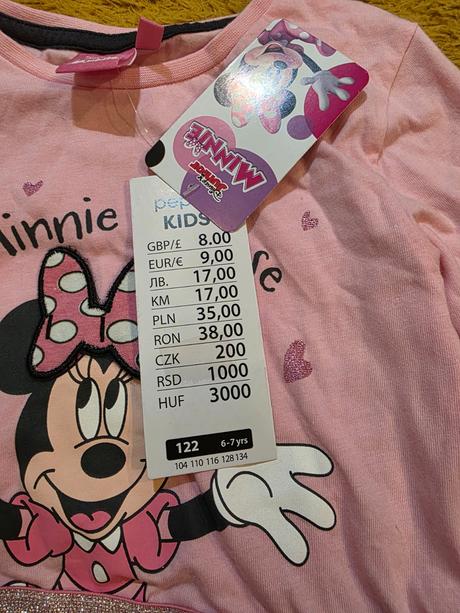 MINNIE
Minnie
pep
KIDS
GBP/£ 8.00
EUR/€ 9,00
ЛВ. 17,00
KM 17,00
PLN 35,00
RON 38,00
CZK 200
RSD 1000
HUF 3000
122 6-7 yrs
104 110 116 128 134